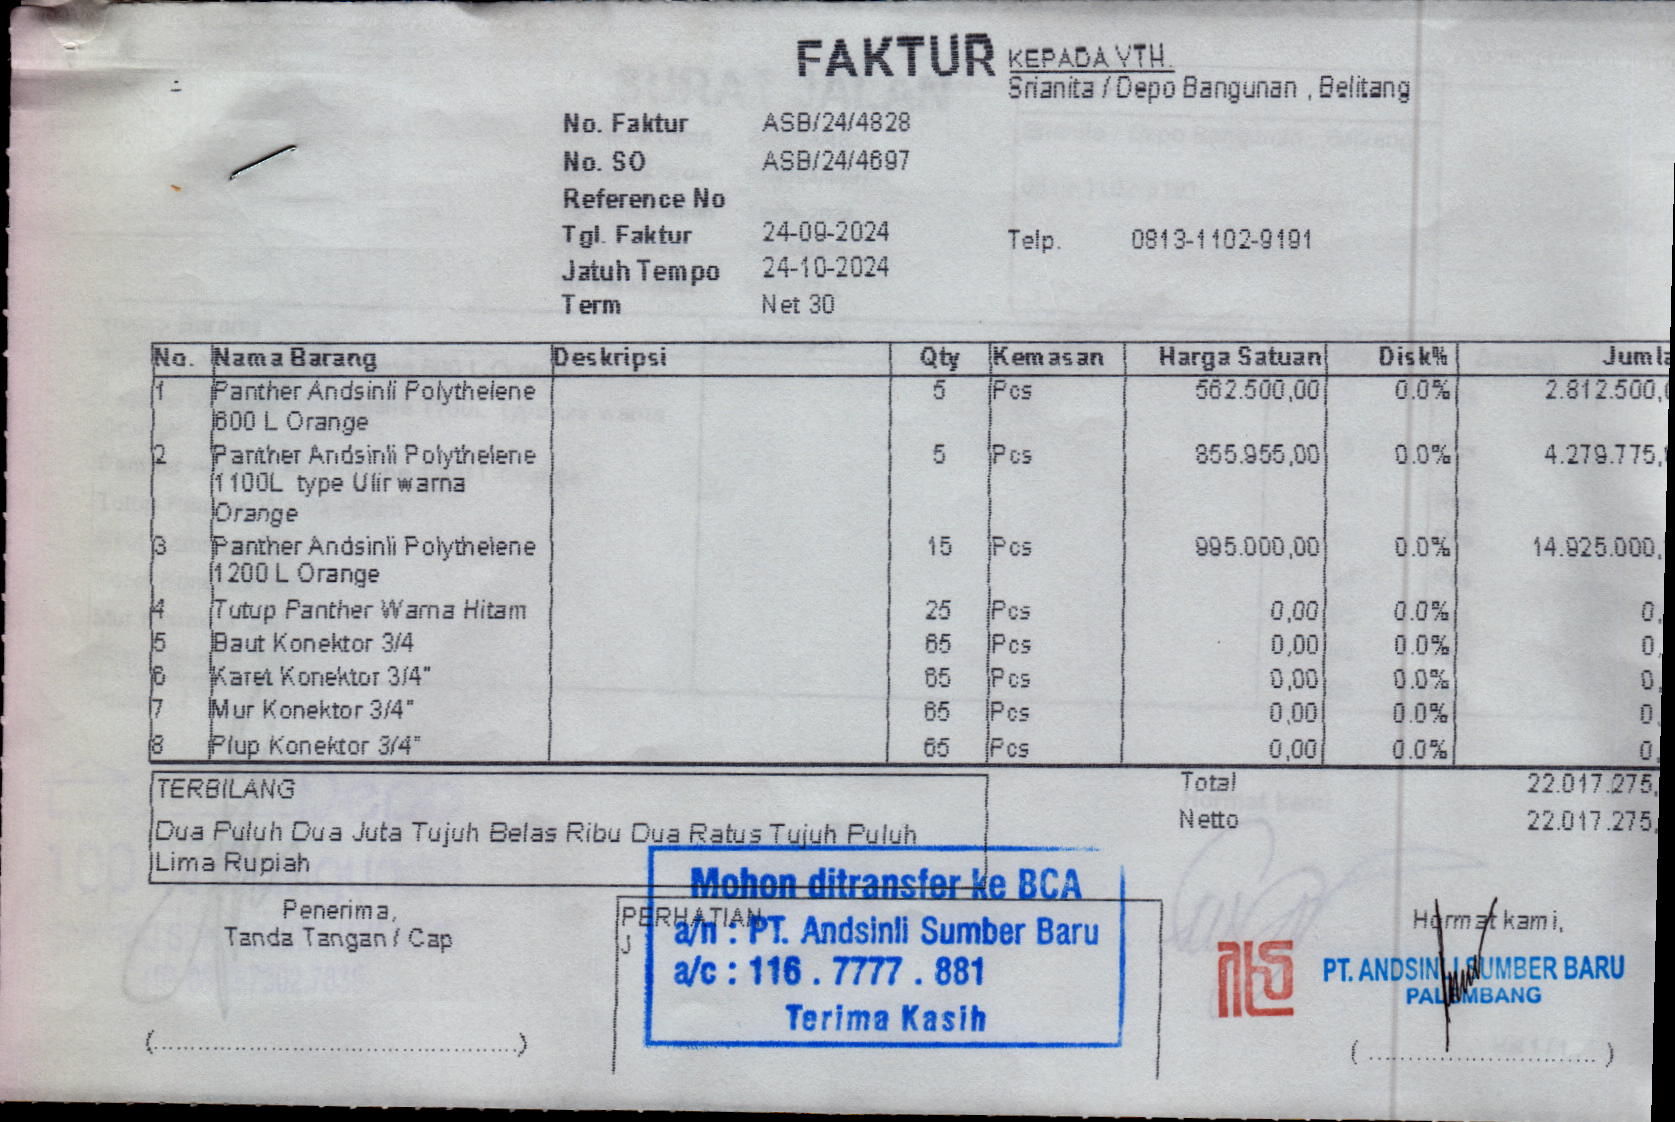 FAKTUR
KEPADA YTH.
Srianita / Depo Bangunan , Belitang
No. Faktur ASB/24/4828
No. SO ASB/24/4697
Reference No
Tgl. Faktur 24-09-2024
Telp. 0813-1102-9191
Jatuh Tempo 24-10-2024
Term Net 30
No. Nama Barang Deskripsi Qty Kemasan Harga Satuan Disk% Jumla
1 Panther Andsinli Polythelene 5 Pcs 562.500,00 0.0% 2.812.500,
600 L Orange
2 Panther Andsinli Polythelene 5 Pcs 855.955,00 0.0% 4.279.775,
1100L type Ulir warna
Orange
3 Panther Andsinli Polythelene 15 Pcs 995.000,00 0.0% 14.925.000,
1200 L Orange
4 Tutup Panther Warna Hitam 25 Pcs 0,00 0.0% 0,
5 Baut Konektor 3/4 65 Pcs 0,00 0.0% 0,
6 Karet Konektor 3/4" 65 Pcs 0,00 0.0% 0,
7 Mur Konektor 3/4" 65 Pcs 0,00 0.0% 0,
8 Plup Konektor 3/4" 65 Pcs 0,00 0.0% 0,
TERBILANG
Dua Puluh Dua Juta Tujuh Belas Ribu Dua Ratus Tujuh Puluh
Lima Rupiah
Total 22.017.275,
Netto 22.017.275,
Penerima,
Tanda Tangan / Cap
(..........................................)
PERHATIAN
J
Mohon ditransfer ke BCA
a/n : PT. Andsinli Sumber Baru
a/c : 116 . 7777 . 881
Terima Kasih
Hormat kami,
PT. ANDSINLI SUMBER BARU
PALEMBANG
(..........................)